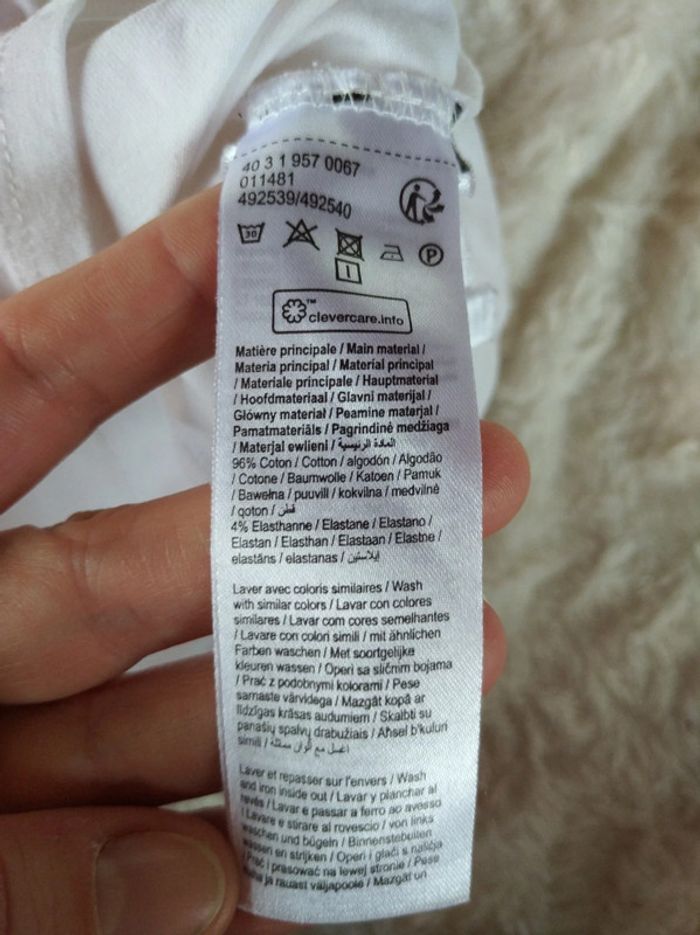 40 3 1 957 0067
011481
492539/492540
30
P
clevercare.info™
Matière principale / Main material /
Materia principal / Material principal
/ Materiale principale / Hauptmaterial
/ Hoofdmateriaal / Glavni materijal /
Główny materiał / Peamine materjal /
Pamatmateriāls / Pagrindinė medžiaga
/ Materjal ewlieni / المادة الرئيسية
96% Coton / Cotton / algodón / Algodão
/ Cotone / Baumwolle / Katoen / Pamuk
/ Bawełna / puuvill / kokvilna / medvilnė
/ qoton / قطن
4% Elasthanne / Elastane / Elastano /
Elastan / Elasthan / Elastaan / Elastne /
elastāns / elastanas / إيلاستين
Laver avec coloris similaires / Wash
with similar colors / Lavar con colores
similares / Lavar com cores semelhantes
/ Lavare con colori simili / mit ähnlichen
Farben waschen / Met soortgelijke
kleuren wassen / Operi sa sličnim bojama
/ Prać z podobnymi kolorami / Pese
samaste värvidega / Mazgāt kopā ar
līdzīgas krāsas audumiem / Skalbti su
panašių spalvų drabužiais / Aħsel b'kuluri
simili / اغسل مع ألوان مماثلة
Laver et repasser sur l'envers / Wash
and iron inside out / Lavar y planchar al
revés / Lavar e passar a ferro ao avesso
/ Lavare e stirare al rovescio / von links
waschen und bügeln / Binnenstebuiten
wassen en strijken / Operi i glači s naličja
/ Prać i prasować na lewej stronie / Pese
ja rauast väljapoole / Mazgāt un